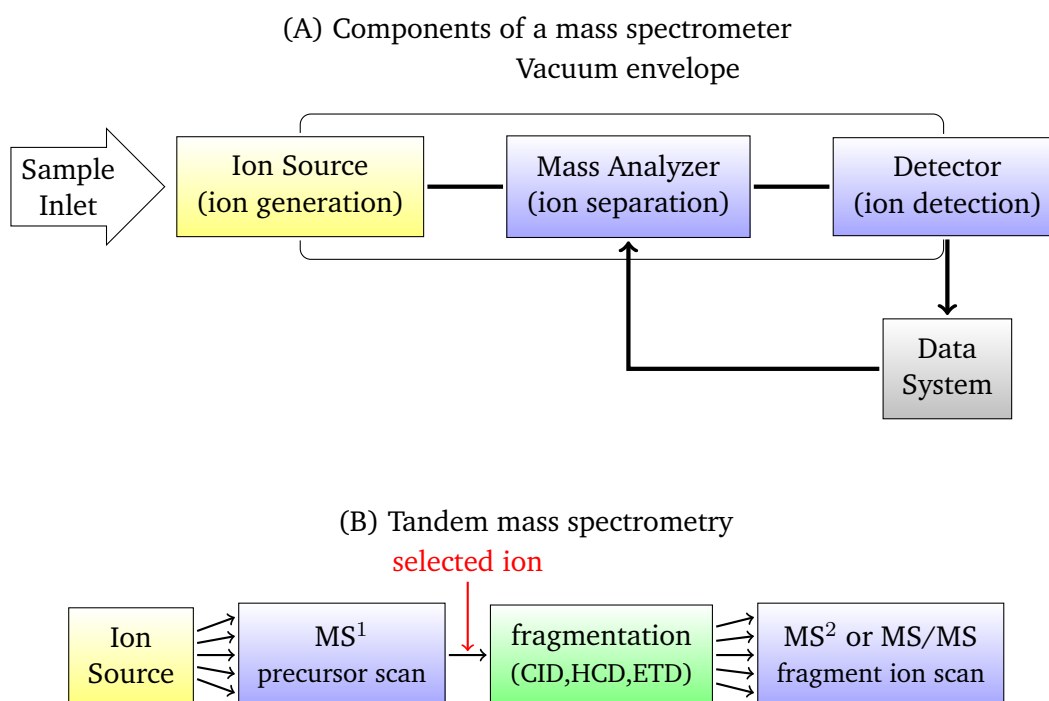 (A) Components of a mass spectrometer
Vacuum envelope
Sample
Inlet
Ion Source
(ion generation)
Mass Analyzer
(ion separation)
Detector
(ion detection)
Data
System
(B) Tandem mass spectrometry
selected ion
Ion
Source
MS¹
precursor scan
fragmentation
(CID,HCD,ETD)
MS² or MS/MS
fragment ion scan